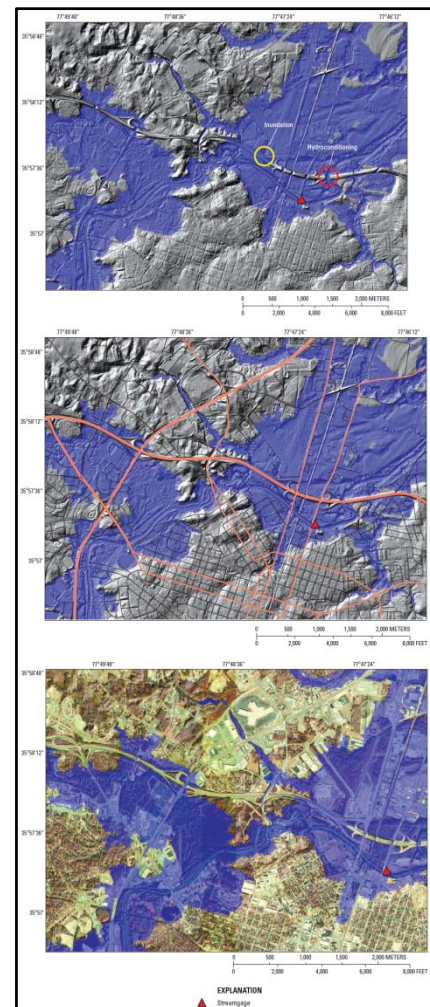 77°49'48" 77°48'36" 77°47'24" 77°46'12"
35°58'48"
35°58'12"
Inundation
Hydroconditioning
35°57'36"
35°57'
0 500 1,000 1,500 2,000 METERS
0 2,000 4,000 6,000 8,000 FEET
77°49'48" 77°48'36" 77°47'24" 77°46'12"
35°58'48"
35°58'12"
35°57'36"
35°57'
0 500 1,000 1,500 2,000 METERS
0 2,000 4,000 6,000 8,000 FEET
77°49'48" 77°48'36" 77°47'24"
35°58'48"
35°58'12"
35°57'36"
35°57'
0 500 1,000 1,500 2,000 METERS
0 2,000 4,000 6,000 8,000 FEET
EXPLANATION
Streamgage